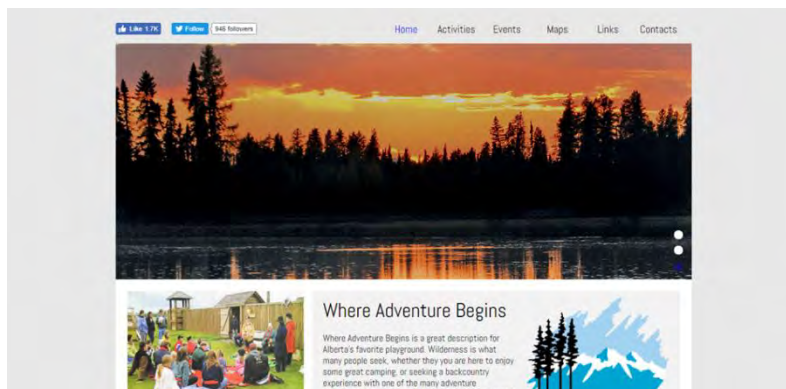 Like 1.7K Follow 946 followers Home Activities Events Maps Links Contacts
Where Adventure Begins
Where Adventure Begins is a great description for
Alberta's favorite playground. Wilderness is what
many people seek, whether they you are here to enjoy
some great camping, or seeking a backcountry
experience with one of the many adventure